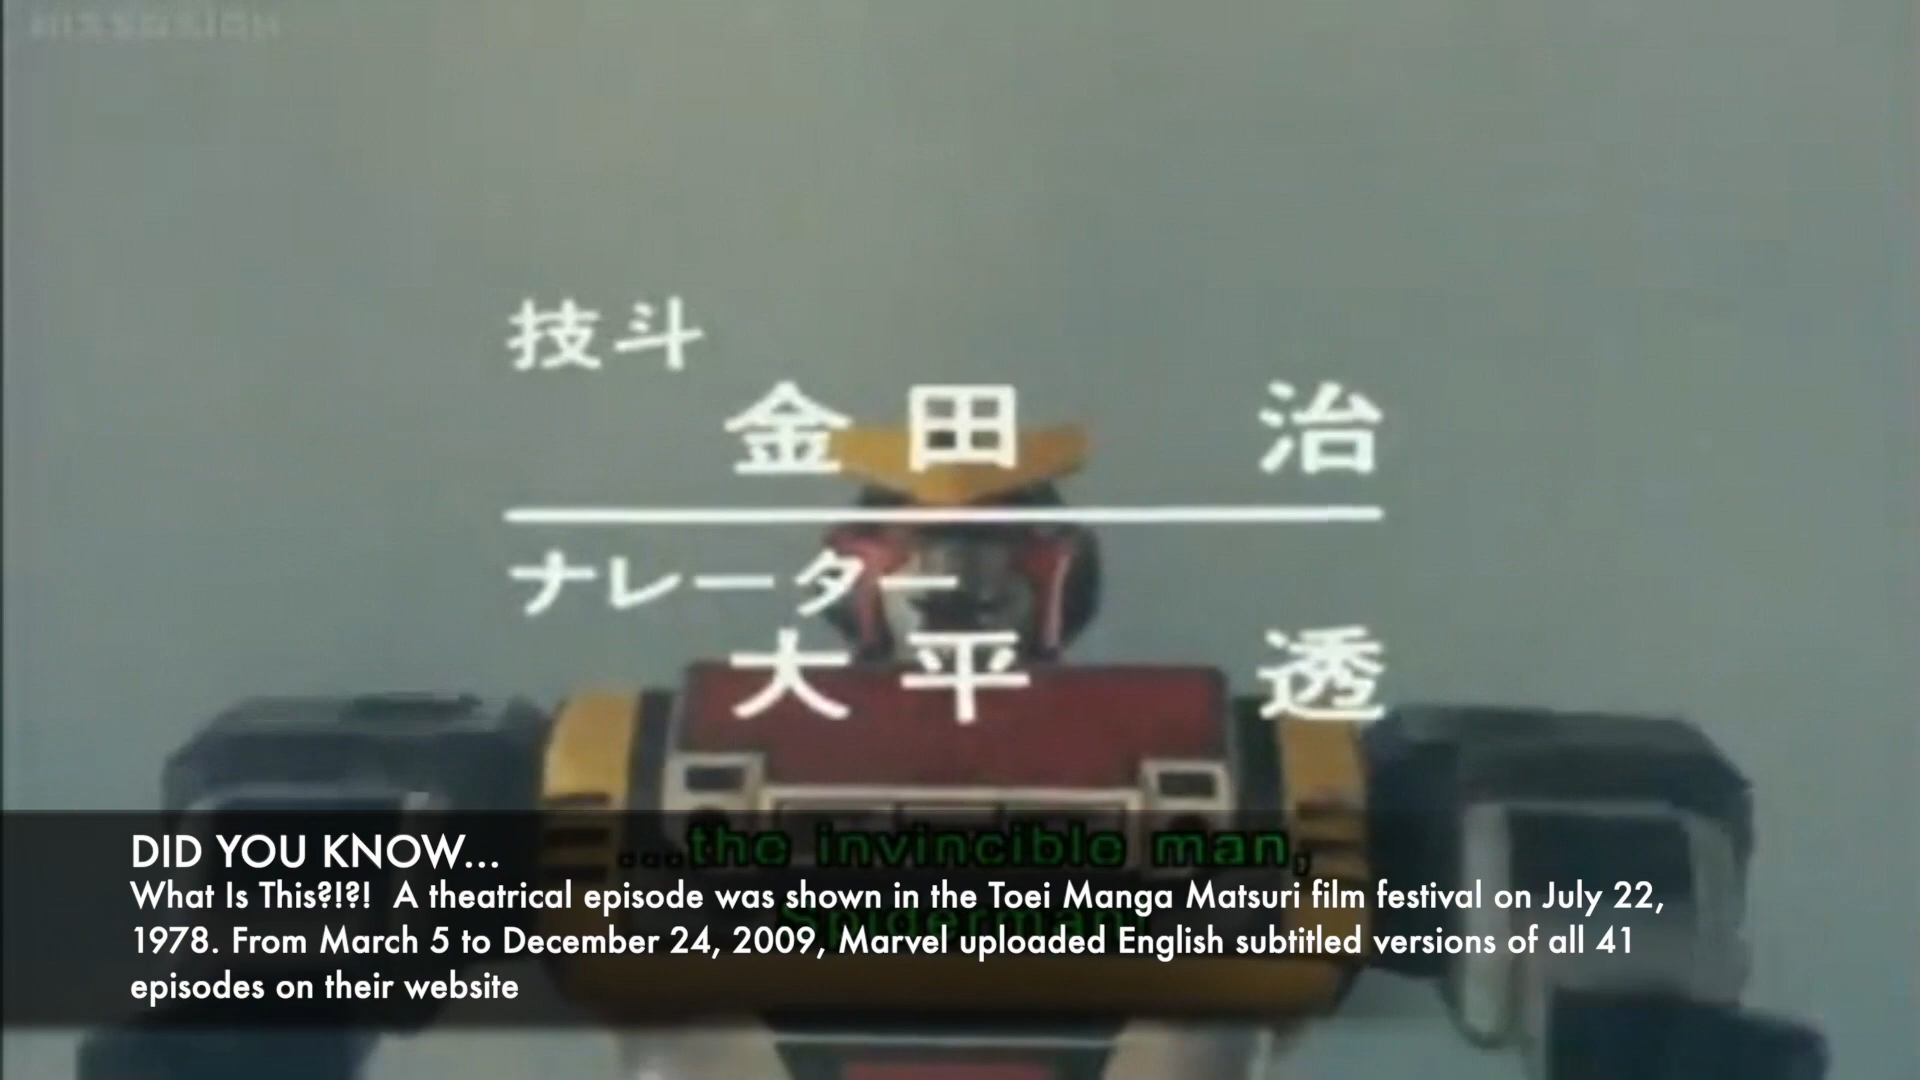 技斗
金田 治
ナレーター
大平 透
...the invincible man,
Spiderman!
DID YOU KNOW...
What Is This?!?! A theatrical episode was shown in the Toei Manga Matsuri film festival on July 22,
1978. From March 5 to December 24, 2009, Marvel uploaded English subtitled versions of all 41
episodes on their website